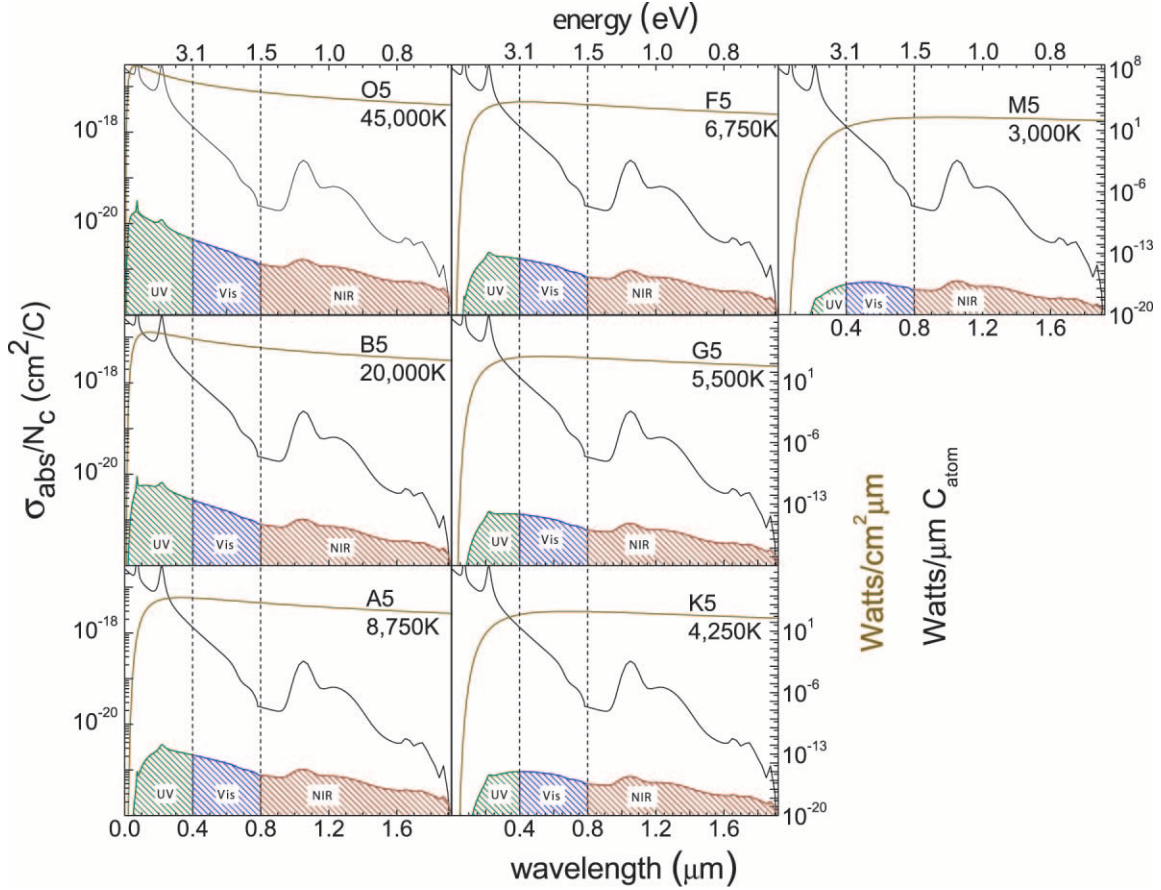 energy (eV)
3.1 1.5 1.0 0.8 3.1 1.5 1.0 0.8 3.1 1.5 1.0 0.8
O5
45,000K
F5
6,750K
M5
3,000K
10^8
10^-18
10^1
10^-6
10^-20
10^-13
UV Vis NIR UV Vis NIR UV Vis NIR
10^-20
0.4 0.8 1.2 1.6
B5
20,000K
G5
5,500K
10^-18
10^1
10^-6
10^-20
10^-13
UV Vis NIR UV Vis NIR
A5
8,750K
K5
4,250K
10^-18
10^1
10^-6
10^-20
10^-13
UV Vis NIR UV Vis NIR
10^-20
0.0 0.4 0.8 1.2 1.6 0.4 0.8 1.2 1.6
wavelength (μm)
σ_abs/N_C (cm^2/C)
Watts/cm^2μm
Watts/μm C_atom